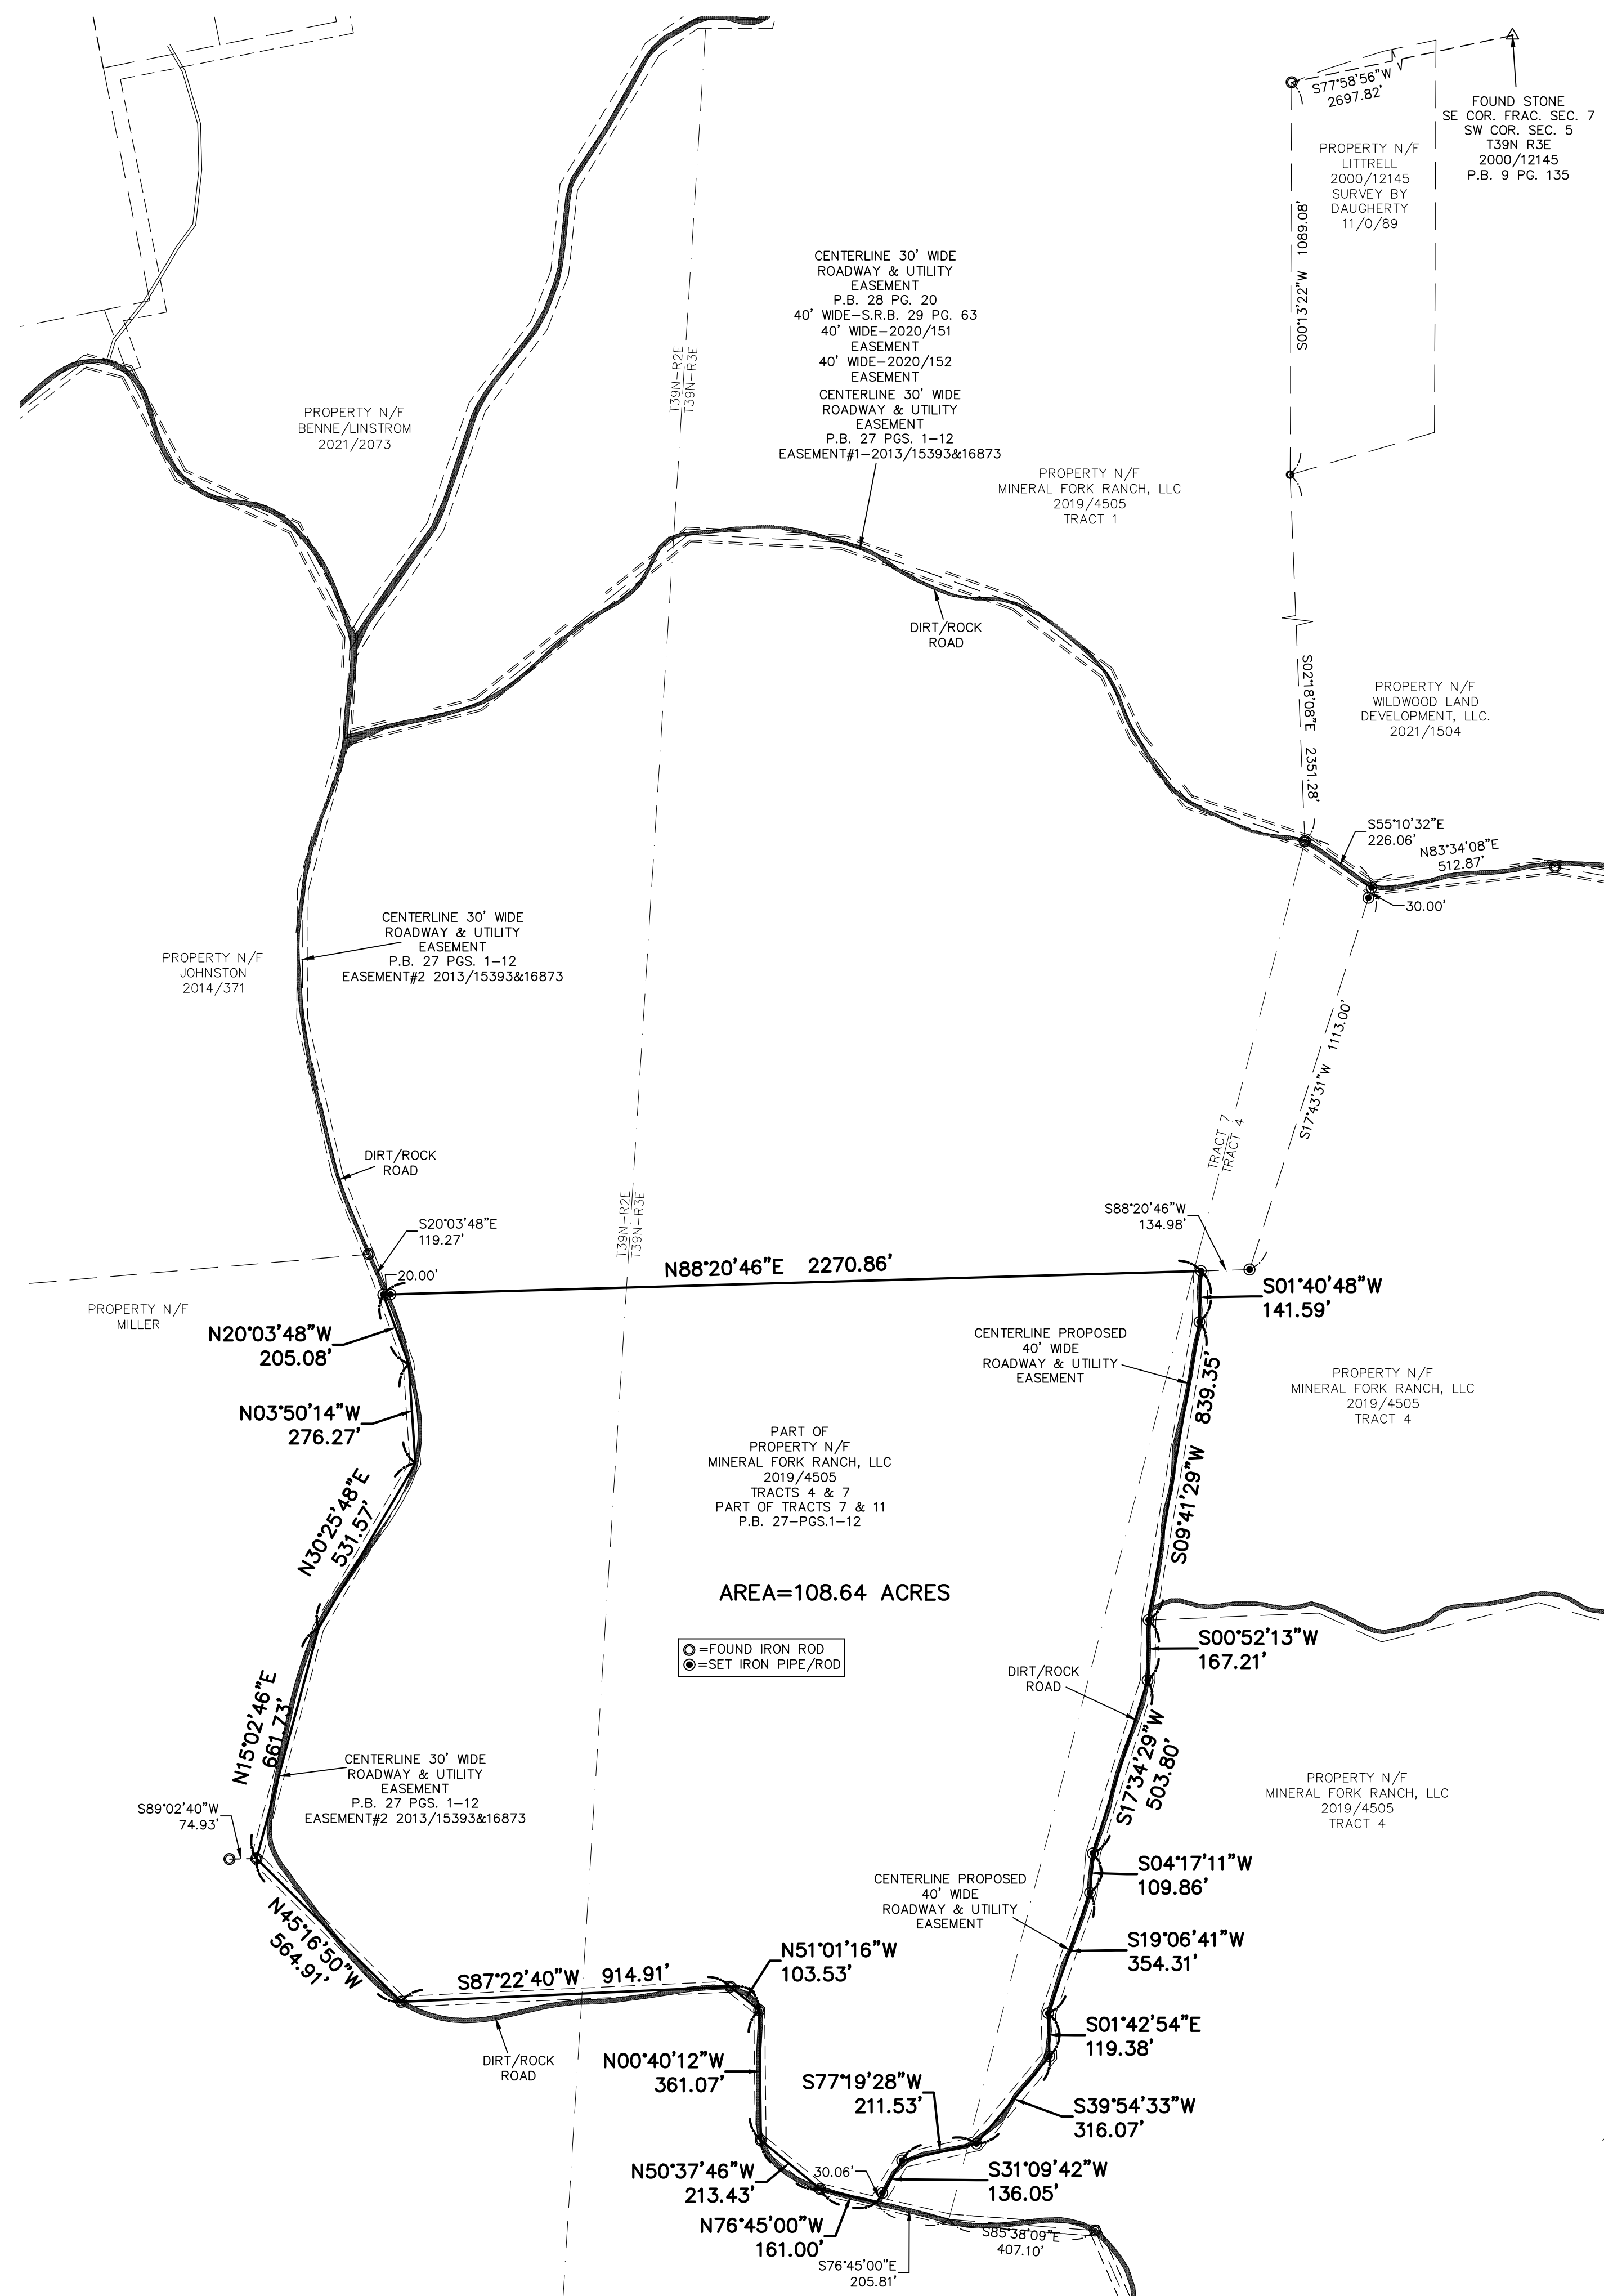 S77°58'56"W
2697.82'
FOUND STONE
SE COR. FRAC. SEC. 7
SW COR. SEC. 5
T39N R3E
2000/12145
P.B. 9 PG. 135
PROPERTY N/F
LITTRELL
2000/12145
SURVEY BY
DAUGHERTY
11/0/89
S00°13'22"W 1089.08'
CENTERLINE 30' WIDE
ROADWAY & UTILITY
EASEMENT
P.B. 28 PG. 20
40' WIDE-S.R.B. 29 PG. 63
40' WIDE-2020/151
EASEMENT
40' WIDE-2020/152
EASEMENT
CENTERLINE 30' WIDE
ROADWAY & UTILITY
EASEMENT
P.B. 27 PGS. 1-12
EASEMENT#1-2013/15393&16873
T39N-R2E
T39N-R3E
PROPERTY N/F
BENNE/LINSTROM
2021/2073
PROPERTY N/F
MINERAL FORK RANCH, LLC
2019/4505
TRACT 1
DIRT/ROCK
ROAD
S02°18'08"E 2351.28'
PROPERTY N/F
WILDWOOD LAND
DEVELOPMENT, LLC.
2021/1504
S55°10'32"E
226.06'
N83°34'08"E
512.87'
30.00'
CENTERLINE 30' WIDE
ROADWAY & UTILITY
EASEMENT
P.B. 27 PGS. 1-12
EASEMENT#2 2013/15393&16873
PROPERTY N/F
JOHNSTON
2014/371
S17°43'31"W 1113.00'
TRACT 7
TRACT 4
DIRT/ROCK
ROAD
T39N-R2E
T39N-R3E
S88°20'46"W
134.98'
S20°03'48"E
119.27'
20.00'
N88°20'46"E 2270.86'
S01°40'48"W
141.59'
PROPERTY N/F
MILLER
N20°03'48"W
205.08'
CENTERLINE PROPOSED
40' WIDE
ROADWAY & UTILITY
EASEMENT
S09°41'29"W 839.35'
PROPERTY N/F
MINERAL FORK RANCH, LLC
2019/4505
TRACT 4
N03°50'14"W
276.27'
PART OF
PROPERTY N/F
MINERAL FORK RANCH, LLC
2019/4505
TRACTS 4 & 7
PART OF TRACTS 7 & 11
P.B. 27-PGS.1-12
N30°25'48"E
531.57'
AREA=108.64 ACRES
=FOUND IRON ROD
=SET IRON PIPE/ROD
S00°52'13"W
167.21'
DIRT/ROCK
ROAD
N15°02'46"E
661.73'
S17°34'29"W
503.80'
CENTERLINE 30' WIDE
ROADWAY & UTILITY
EASEMENT
P.B. 27 PGS. 1-12
EASEMENT#2 2013/15393&16873
PROPERTY N/F
MINERAL FORK RANCH, LLC
2019/4505
TRACT 4
S89°02'40"W
74.93'
S04°17'11"W
109.86'
CENTERLINE PROPOSED
40' WIDE
ROADWAY & UTILITY
EASEMENT
N45°16'50"W
564.91'
S19°06'41"W
354.31'
N51°01'16"W
103.53'
S87°22'40"W 914.91'
S01°42'54"E
119.38'
DIRT/ROCK
ROAD
N00°40'12"W
361.07'
S77°19'28"W
211.53'
S39°54'33"W
316.07'
N50°37'46"W
213.43'
30.06'
S31°09'42"W
136.05'
N76°45'00"W
161.00'
S85°38'09"E
407.10'
S76°45'00"E
205.81'